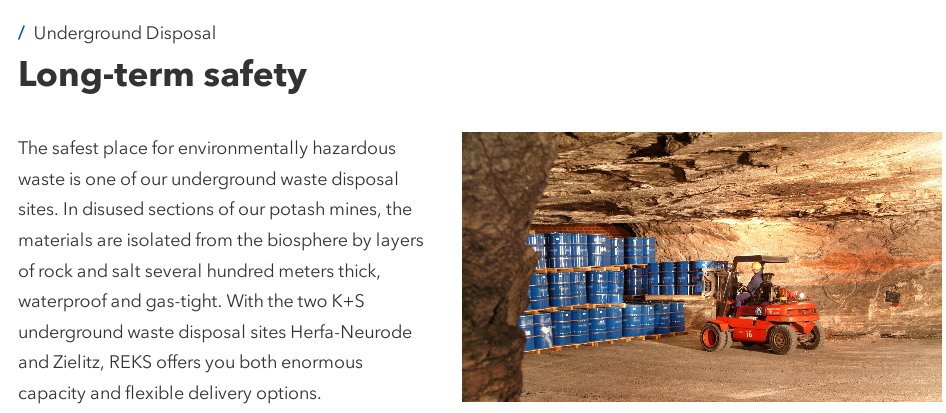 / Underground Disposal
Long-term safety
The safest place for environmentally hazardous
waste is one of our underground waste disposal
sites. In disused sections of our potash mines, the
materials are isolated from the biosphere by layers
of rock and salt several hundred meters thick,
waterproof and gas-tight. With the two K+S
underground waste disposal sites Herfa-Neurode
and Zielitz, REKS offers you both enormous
capacity and flexible delivery options.
16